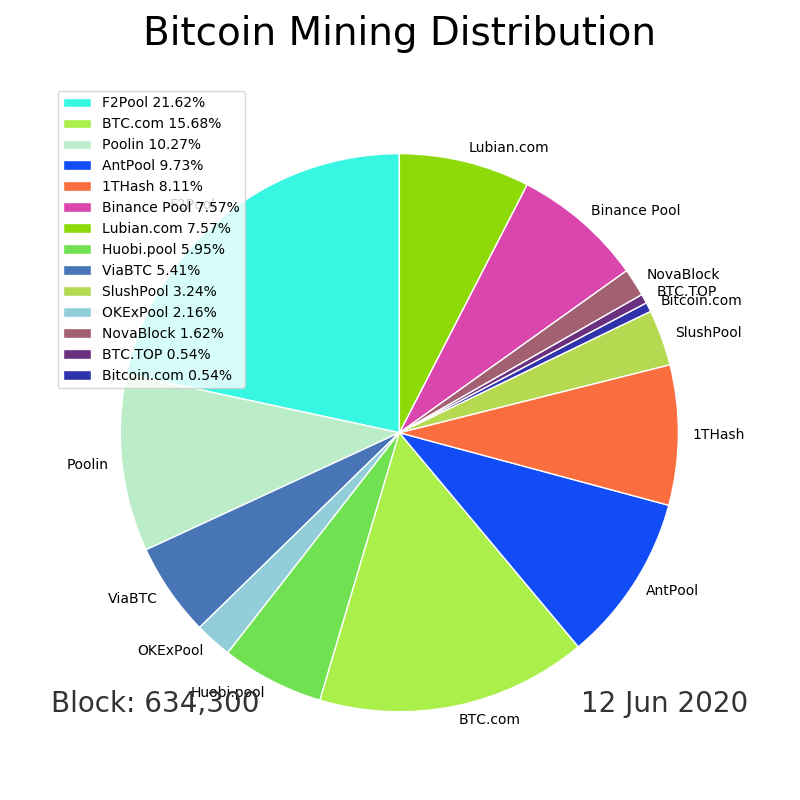 Bitcoin Mining Distribution
F2Pool 21.62%
BTC.com 15.68%
Poolin 10.27%
AntPool 9.73%
1THash 8.11%
Binance Pool 7.57%
Lubian.com 7.57%
Huobi.pool 5.95%
ViaBTC 5.41%
SlushPool 3.24%
OKExPool 2.16%
NovaBlock 1.62%
BTC.TOP 0.54%
Bitcoin.com 0.54%
F2Pool
Lubian.com
Binance Pool
NovaBlock
BTC.TOP
Bitcoin.com
SlushPool
1THash
Poolin
AntPool
ViaBTC
OKExPool
Huobi.pool
BTC.com
Block: 634,300
12 Jun 2020